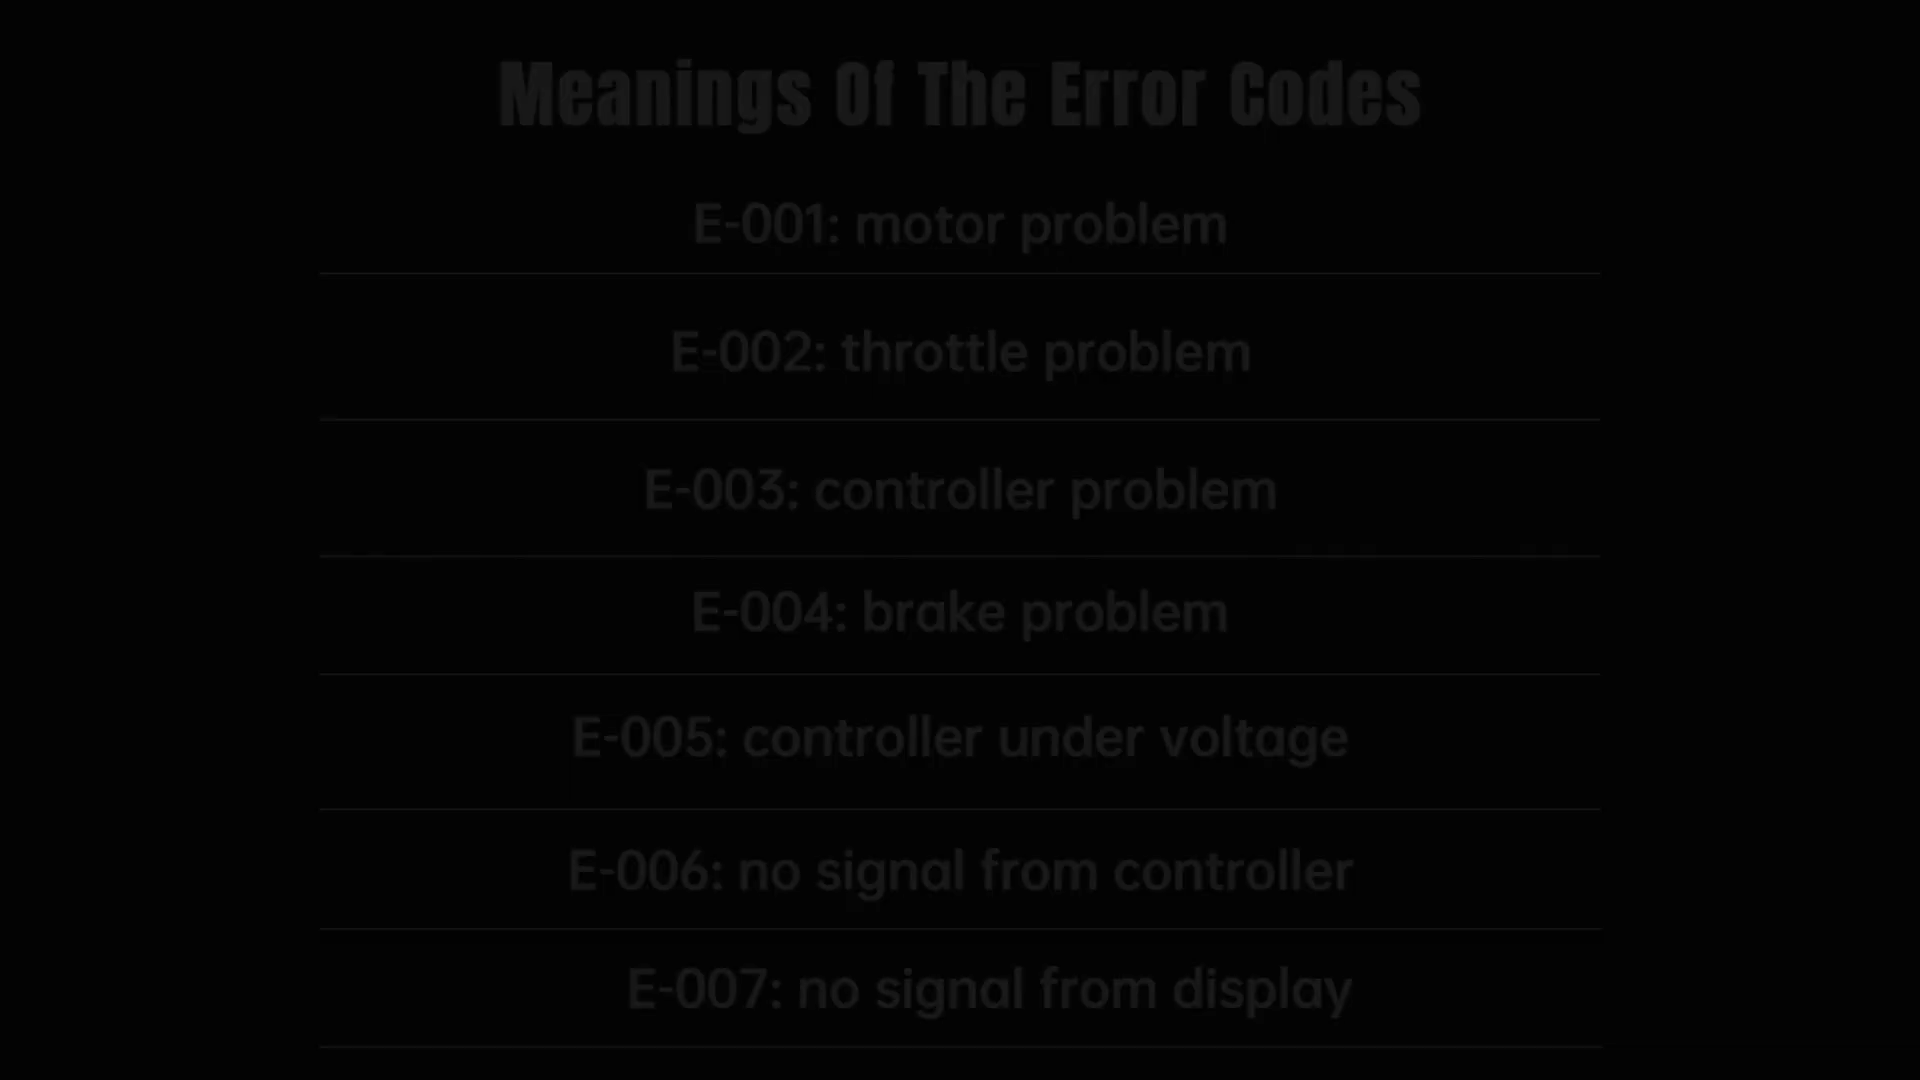 Meanings Of The Error Codes
E-001: motor problem
E-002: throttle problem
E-003: controller problem
E-004: brake problem
E-005: controller under voltage
E-006: no signal from controller
E-007: no signal from display